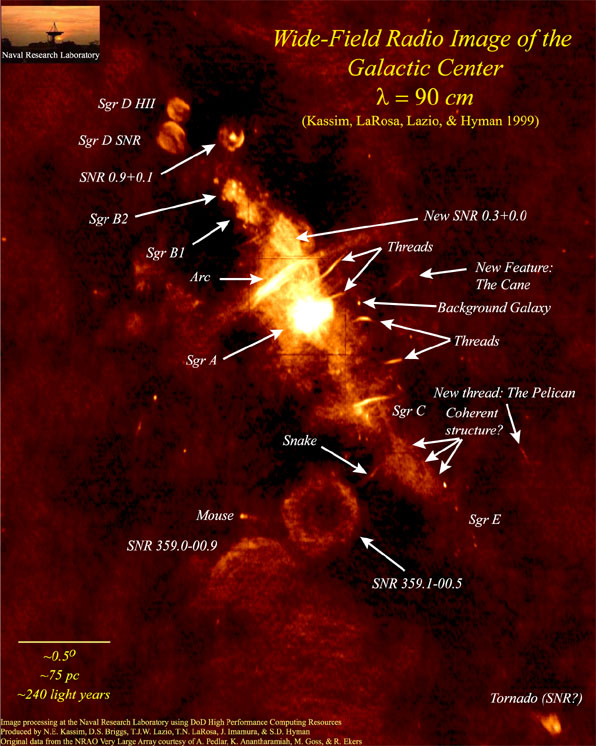 Naval Research Laboratory
Wide-Field Radio Image of the
Galactic Center
λ = 90 cm
(Kassim, LaRosa, Lazio, & Hyman 1999)
Sgr D HII
Sgr D SNR
SNR 0.9+0.1
Sgr B2
New SNR 0.3+0.0
Sgr B1
Threads
Arc
New Feature:
The Cane
Background Galaxy
Threads
Sgr A
New thread: The Pelican
Sgr C
Coherent
structure?
Snake
Mouse
Sgr E
SNR 359.0-00.9
SNR 359.1-00.5
~0.5º
~75 pc
~240 light years
Tornado (SNR?)
Image processing at the Naval Research Laboratory using DoD High Performance Computing Resources
Produced by N.E. Kassim, D.S. Briggs, T.J.W. Lazio, T.N. LaRosa, J. Imamura, & S.D. Hyman
Original data from the NRAO Very Large Array courtesy of A. Pedlar, K. Anantharamiah, M. Goss, & R. Ekers